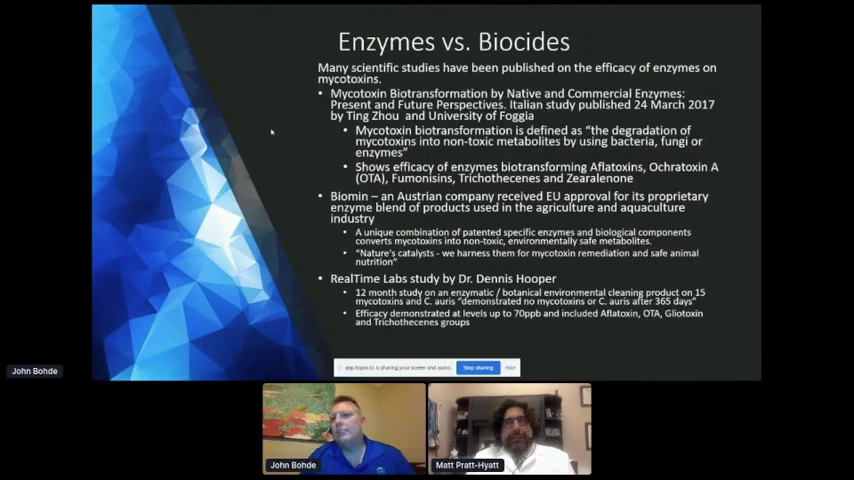 Enzymes vs. Biocides
Many scientific studies have been published on the efficacy of enzymes on
mycotoxins.
• Mycotoxin Biotransformation by Native and Commercial Enzymes:
Present and Future Perspectives. Italian study published 24 March 2017
by Ting Zhou and University of Foggia
• Mycotoxin biotransformation is defined as "the degradation of
mycotoxins into non-toxic metabolites by using bacteria, fungi or
enzymes"
• Shows efficacy of enzymes biotransforming Aflatoxins, Ochratoxin A
(OTA), Fumonisins, Trichothecenes and Zearalenone
• Biomin – an Austrian company received EU approval for its proprietary
enzyme blend of products used in the agriculture and aquaculture
industry
• A unique combination of patented specific enzymes and biological components
converts mycotoxins into non-toxic, environmentally safe metabolites.
• "Nature's catalysts - we harness them for mycotoxin remediation and safe animal
nutrition"
• RealTime Labs study by Dr. Dennis Hooper
• 12 month study on an enzymatic / botanical environmental cleaning product on 15
mycotoxins and C. auris "demonstrated no mycotoxins or C. auris after 365 days"
• Efficacy demonstrated at levels up to 70ppb and included Aflatoxin, OTA, Gliotoxin
and Trichothecenes groups
app.hopin.to is sharing your screen and audio.
Stop sharing
Hide
John Bohde
John Bohde
Matt Pratt-Hyatt